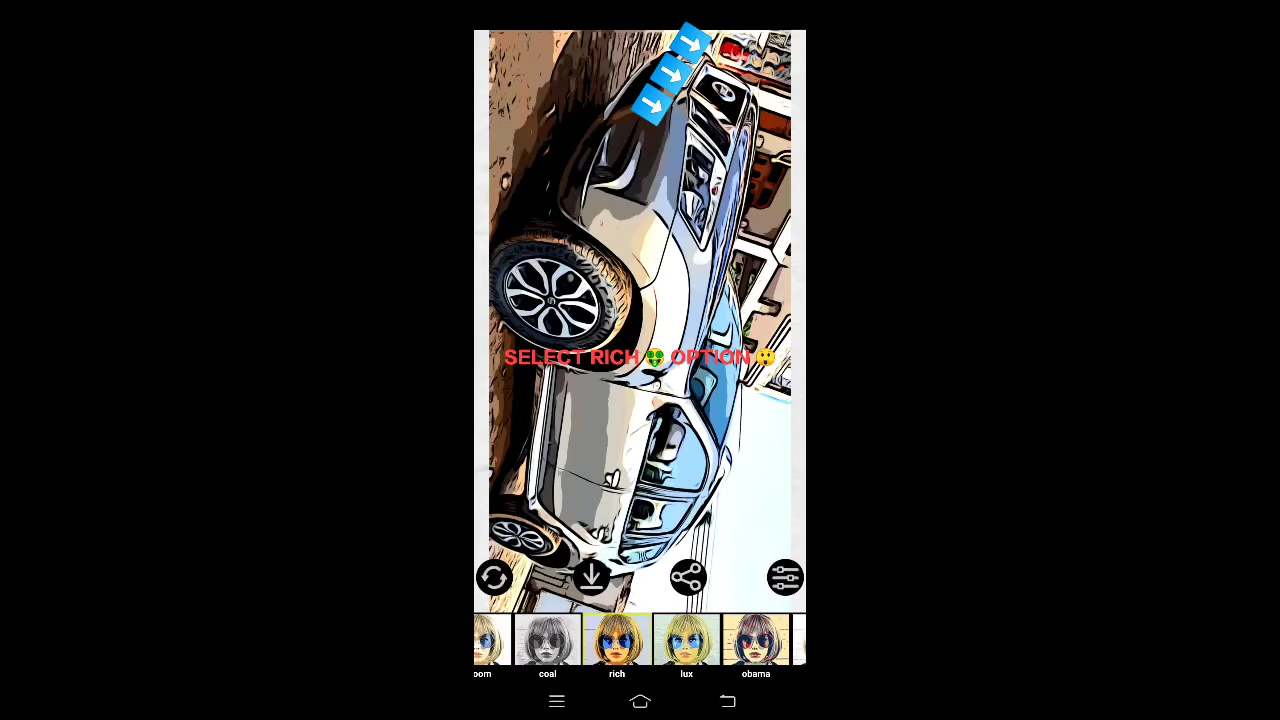 SELECT RICH 🤑 OPTION 😲
oom
coal
rich
lux
obama